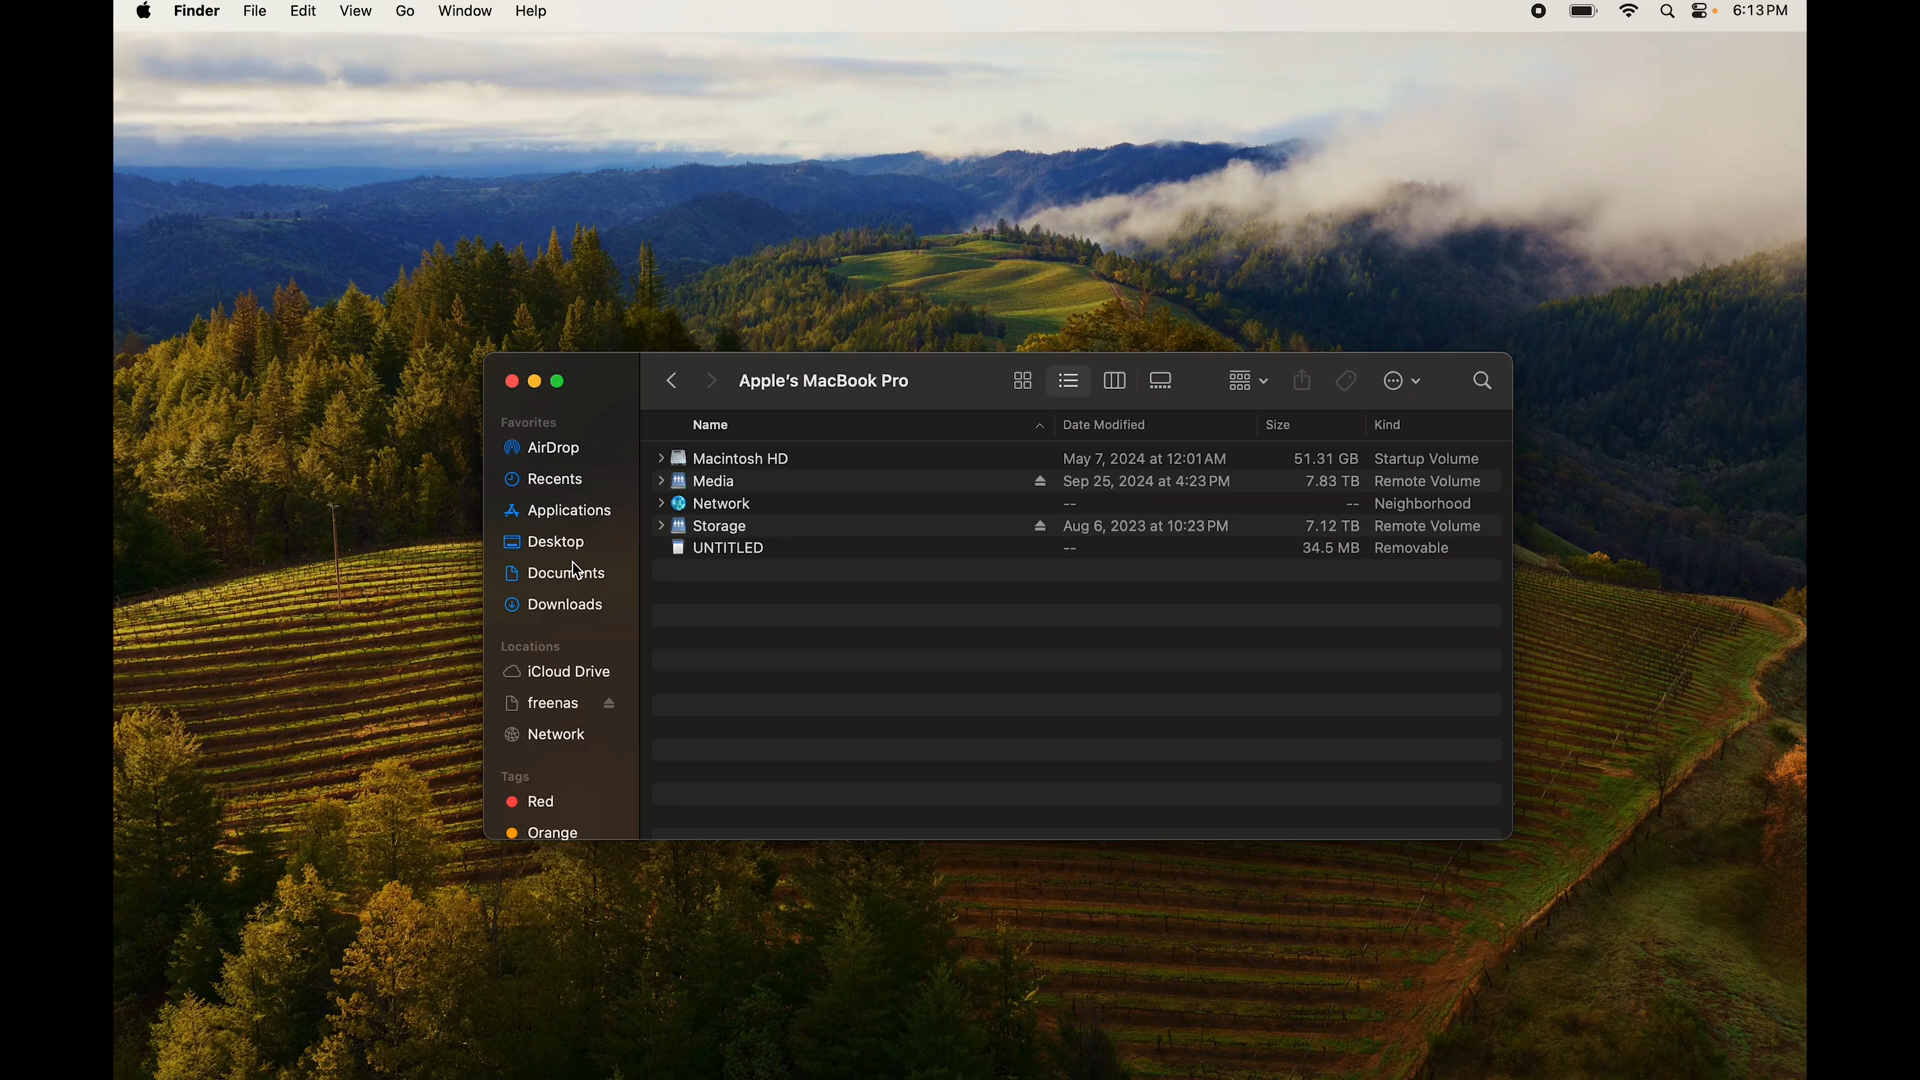 Finder File Edit View Go Window Help 6:13 PM
Apple's MacBook Pro
Favorites
AirDrop
Recents
Applications
Desktop
Documents
Downloads
Locations
iCloud Drive
freenas
Network
Tags
Red
Orange
Name Date Modified Size Kind
Macintosh HD May 7, 2024 at 12:01 AM 51.31 GB Startup Volume
Media Sep 25, 2024 at 4:23 PM 7.83 TB Remote Volume
Network -- -- Neighborhood
Storage Aug 6, 2023 at 10:23 PM 7.12 TB Remote Volume
UNTITLED -- 34.5 MB Removable